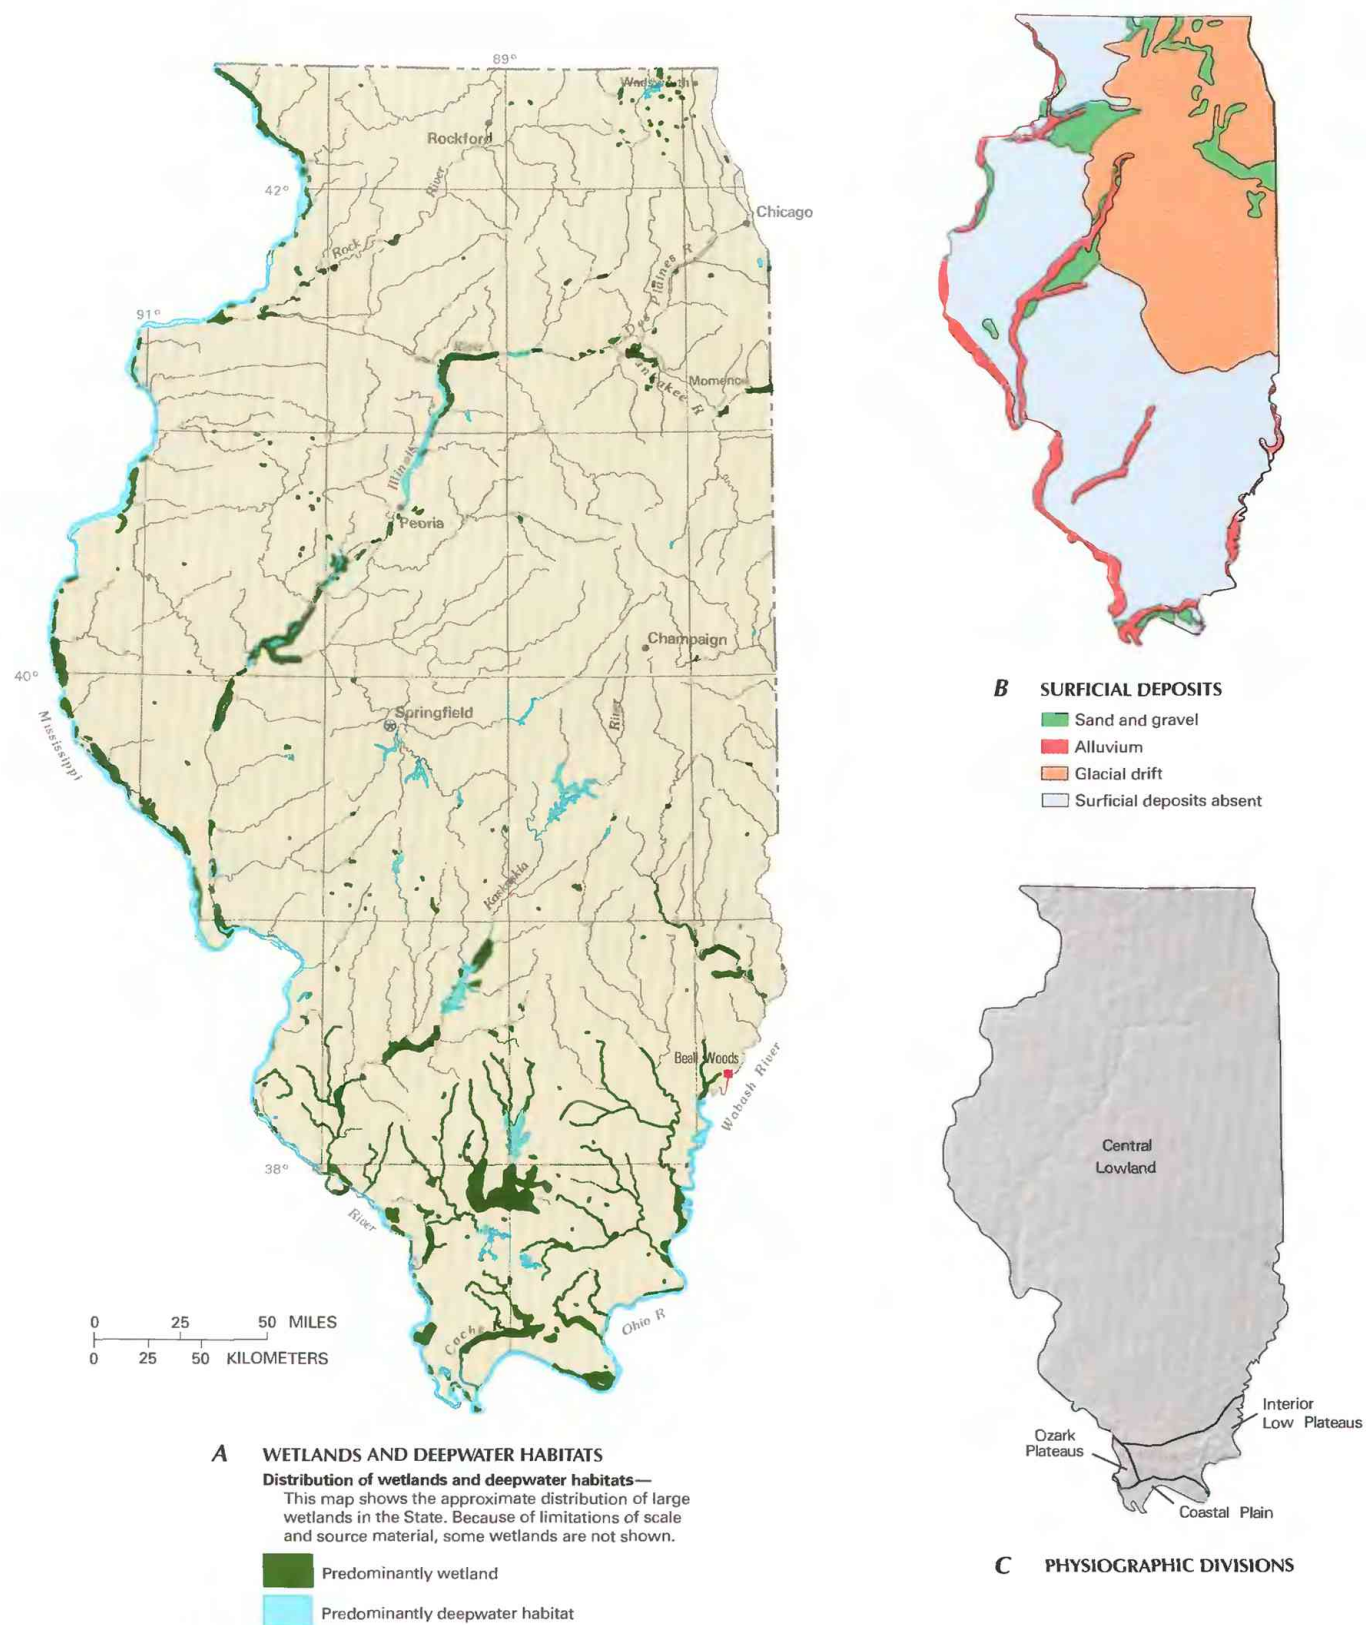 89°
Wadsworth
Rockford
River
42°
Chicago
Rock
Des Plaines R
91°
River
Kankakee R
Momence
Illinois
Peoria
Champaign
40°
Springfield
River
Mississippi
Kaskaskia
Beall Woods
Wabash River
38°
River
Cache R
Ohio R
0 25 50 MILES
0 25 50 KILOMETERS
A WETLANDS AND DEEPWATER HABITATS
Distribution of wetlands and deepwater habitats—
This map shows the approximate distribution of large
wetlands in the State. Because of limitations of scale
and source material, some wetlands are not shown.
Predominantly wetland
Predominantly deepwater habitat
B SURFICIAL DEPOSITS
Sand and gravel
Alluvium
Glacial drift
Surficial deposits absent
Central
Lowland
Interior
Low Plateaus
Ozark
Plateaus
Coastal Plain
C PHYSIOGRAPHIC DIVISIONS